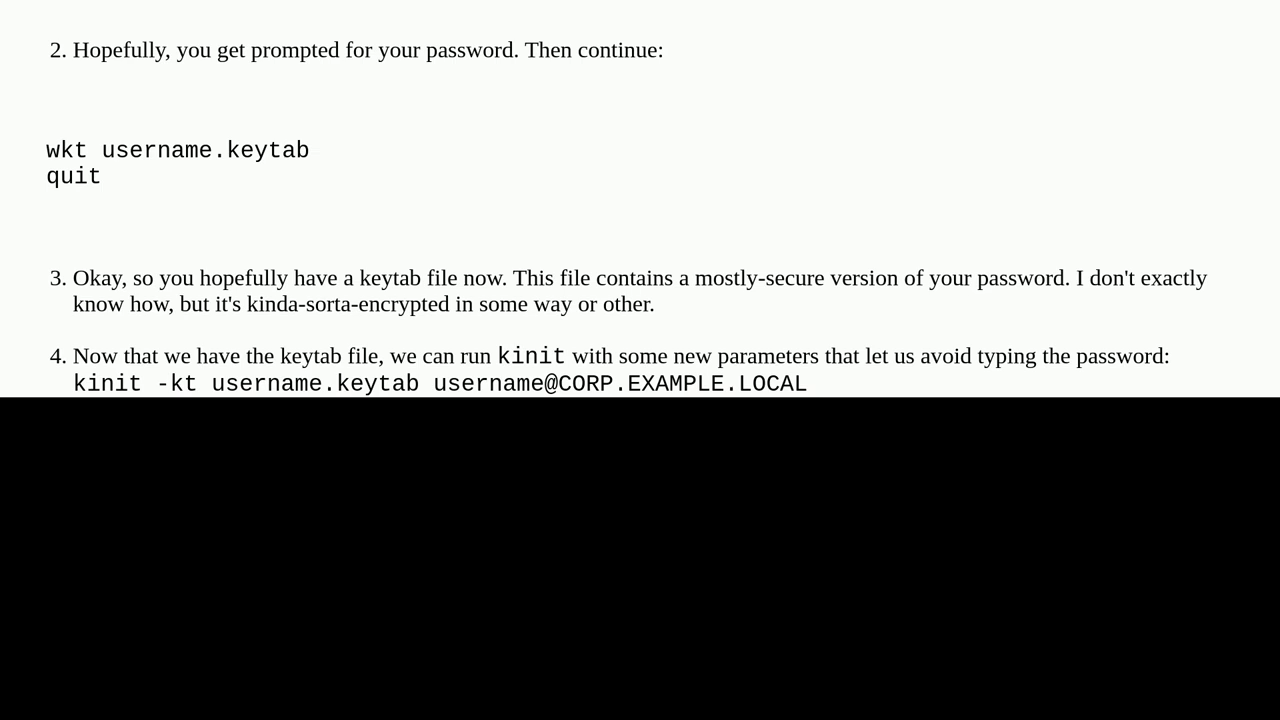 2. Hopefully, you get prompted for your password. Then continue:
wkt username.keytab
quit
3. Okay, so you hopefully have a keytab file now. This file contains a mostly-secure version of your password. I don't exactly
know how, but it's kinda-sorta-encrypted in some way or other.
4. Now that we have the keytab file, we can run kinit with some new parameters that let us avoid typing the password:
kinit -kt username.keytab username@CORP.EXAMPLE.LOCAL